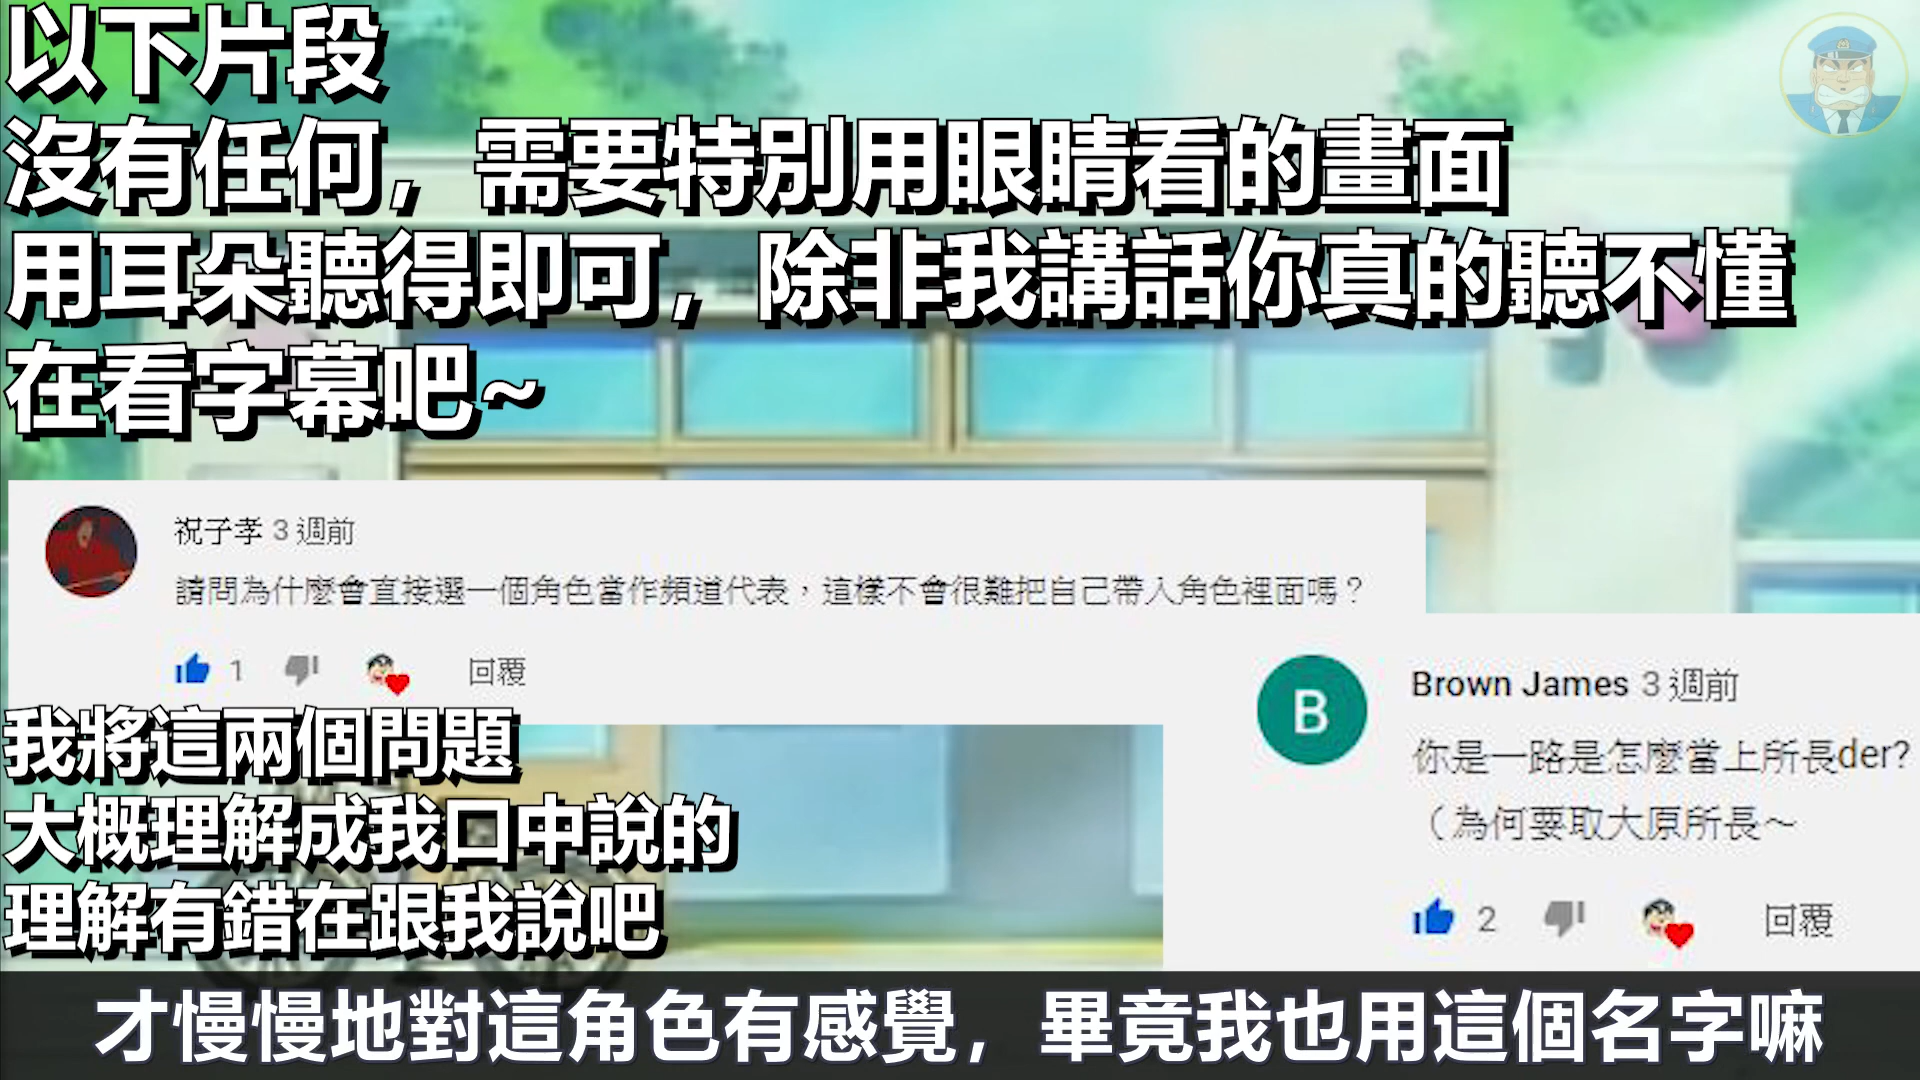 以下片段
沒有任何，需要特別用眼睛看的畫面
用耳朵聽得即可，除非我講話你真的聽不懂
在看字幕吧~
祝子孝 3 週前
請問為什麼會直接選一個角色當作頻道代表，這樣不會很難把自己帶入角色裡面嗎？
1 回覆
Brown James 3 週前
你是一路是怎麼當上所長der?
（為何要取大原所長～
2 回覆
我將這兩個問題
大概理解成我口中說的
理解有錯在跟我說吧
才慢慢地對這角色有感覺，畢竟我也用這個名字嘛